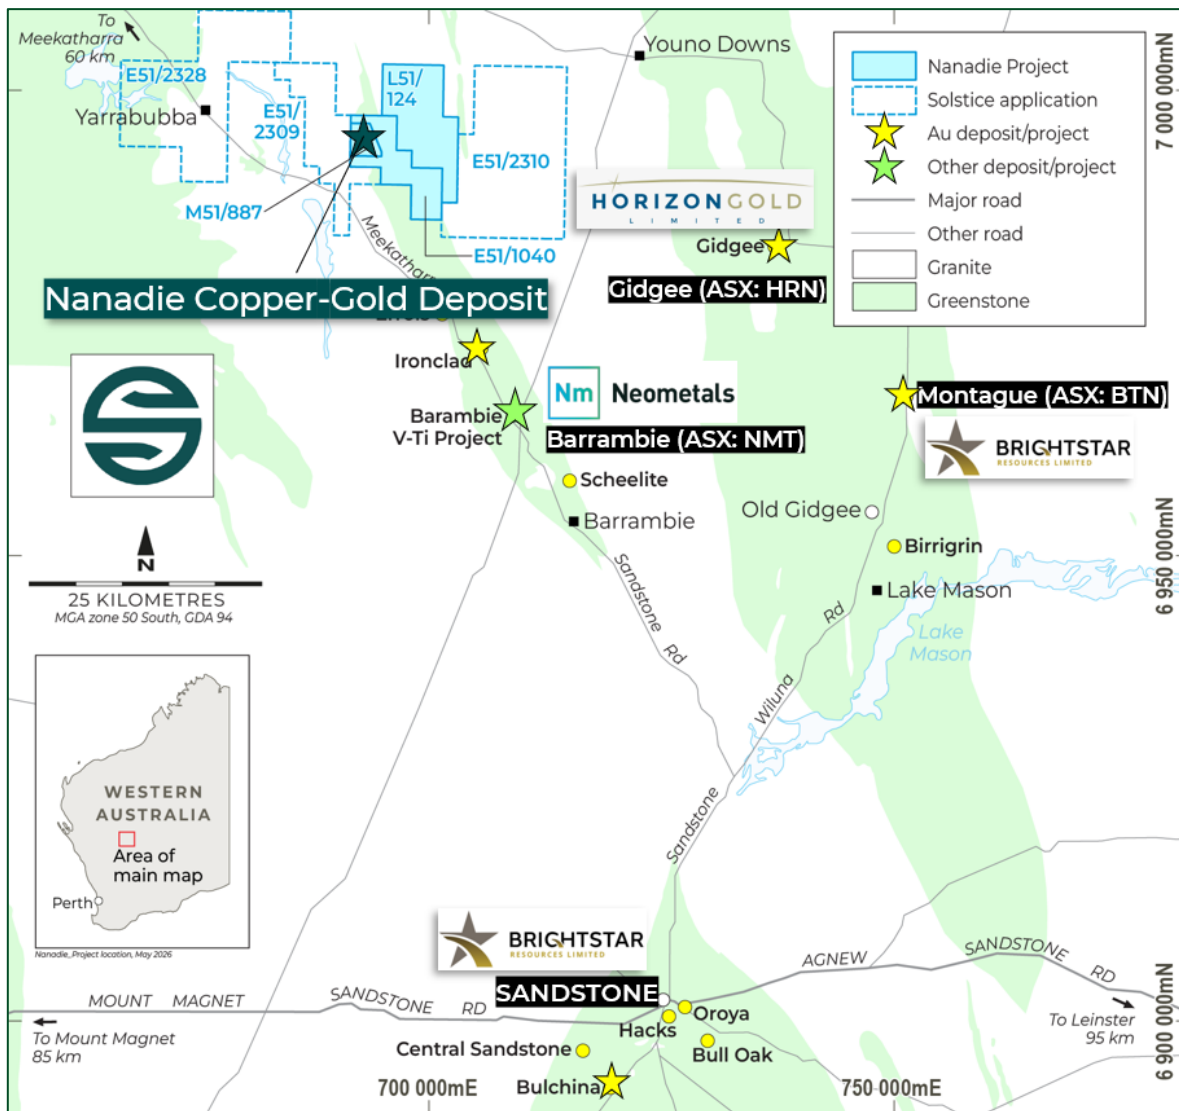 To
Meekatharra
60 km
E51/2328
Yarrabubba
E51/
2309
L51/
124
E51/2310
M51/887
E51/1040
Meekatharra
Youno Downs
Nanadie Project
Solstice application
Au deposit/project
Other deposit/project
Major road
Other road
Granite
Greenstone
7 000 000mN
HORIZON GOLD
LIMITED
Gidgee
Gidgee (ASX: HRN)
Nanadie Copper-Gold Deposit
Ironclad
Barambie
V-Ti Project
Nm Neometals
Barrambie (ASX: NMT)
Montague (ASX: BTN)
BRIGHTSTAR
RESOURCES LIMITED
Scheelite
Barrambie
Old Gidgee
Birrigrin
Lake Mason
Lake
Mason
6 950 000mN
N
25 KILOMETRES
MGA zone 50 South, GDA 94
Sandstone Rd
Sandstone Wiluna Rd
WESTERN
AUSTRALIA
Area of
main map
Perth
Nanadie_Project location, May 2026
BRIGHTSTAR
RESOURCES LIMITED
SANDSTONE
MOUNT MAGNET SANDSTONE RD
AGNEW SANDSTONE RD
To Mount Magnet
85 km
To Leinster
95 km
Oroya
Hacks
Bull Oak
Central Sandstone
Bulchina
700 000mE
750 000mE
6 900 000mN